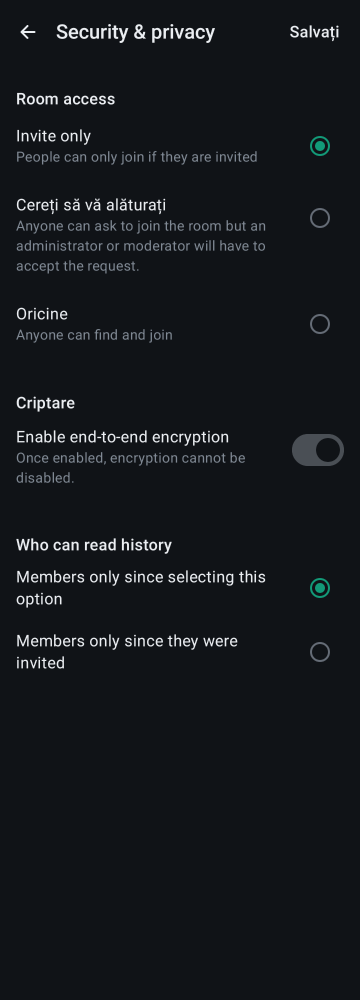 Security & privacy
Salvați
Room access
Invite only
People can only join if they are invited
Cereți să vă alăturați
Anyone can ask to join the room but an
administrator or moderator will have to
accept the request.
Oricine
Anyone can find and join
Criptare
Enable end-to-end encryption
Once enabled, encryption cannot be
disabled.
Who can read history
Members only since selecting this
option
Members only since they were
invited